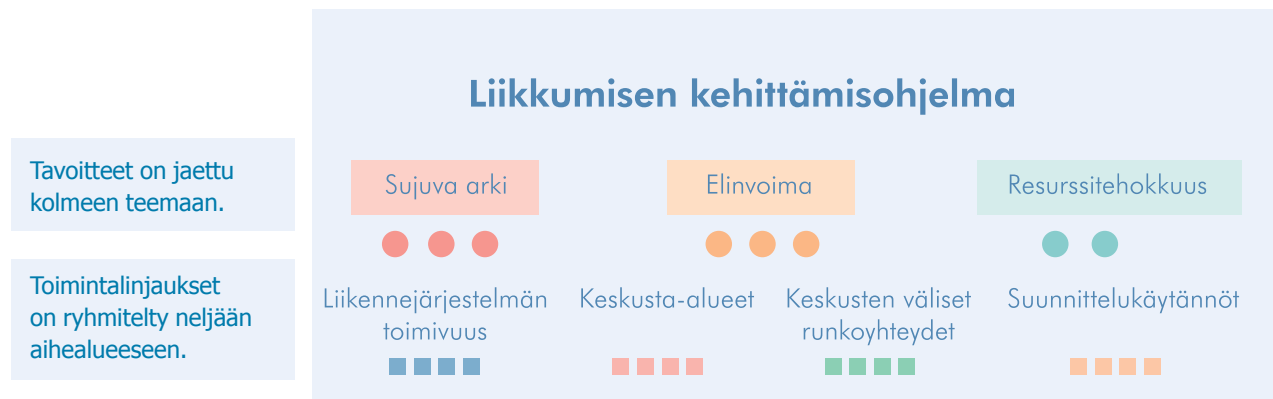 Liikkumisen kehittämisohjelma
Tavoitteet on jaettu
kolmeen teemaan.
Sujuva arki
Elinvoima
Resurssitehokkuus
Toimintalinjaukset
on ryhmitelty neljään
aihealueeseen.
Liikennejärjestelmän
toimivuus
Keskusta-alueet
Keskusten väliset
runkoyhteydet
Suunnittelukäytännöt